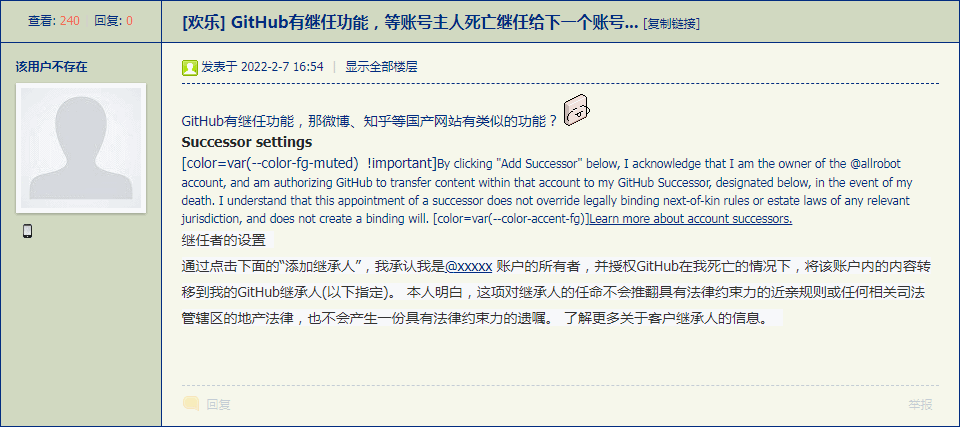 查看: 240 回复: 0
[欢乐] GitHub有继任功能，等账号主人死亡继任给下一个账号... [复制链接]
该用户不存在
发表于 2022-2-7 16:54 | 显示全部楼层
GitHub有继任功能，那微博、知乎等国产网站有类似的功能？
Successor settings
[color=var(--color-fg-muted) !important]By clicking "Add Successor" below, I acknowledge that I am the owner of the @allrobot
account, and am authorizing GitHub to transfer content within that account to my GitHub Successor, designated below, in the event of my
death. I understand that this appointment of a successor does not override legally binding next-of-kin rules or estate laws of any relevant
jurisdiction, and does not create a binding will. [color=var(--color-accent-fg)]Learn more about account successors.
继任者的设置
通过点击下面的“添加继承人”，我承认我是@xxxxx 账户的所有者，并授权GitHub在我死亡的情况下，将该账户内的内容转
移到我的GitHub继承人(以下指定)。 本人明白，这项对继承人的任命不会推翻具有法律约束力的近亲规则或任何相关司法
管辖区的地产法律，也不会产生一份具有法律约束力的遗嘱。 了解更多关于客户继承人的信息。
回复 举报